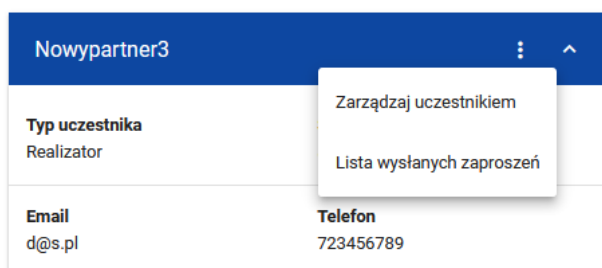 Nowypartner3
Zarządzaj uczestnikiem
Typ uczestnika
Realizator
Lista wysłanych zaproszeń
Email
Telefon
d@s.pl
723456789